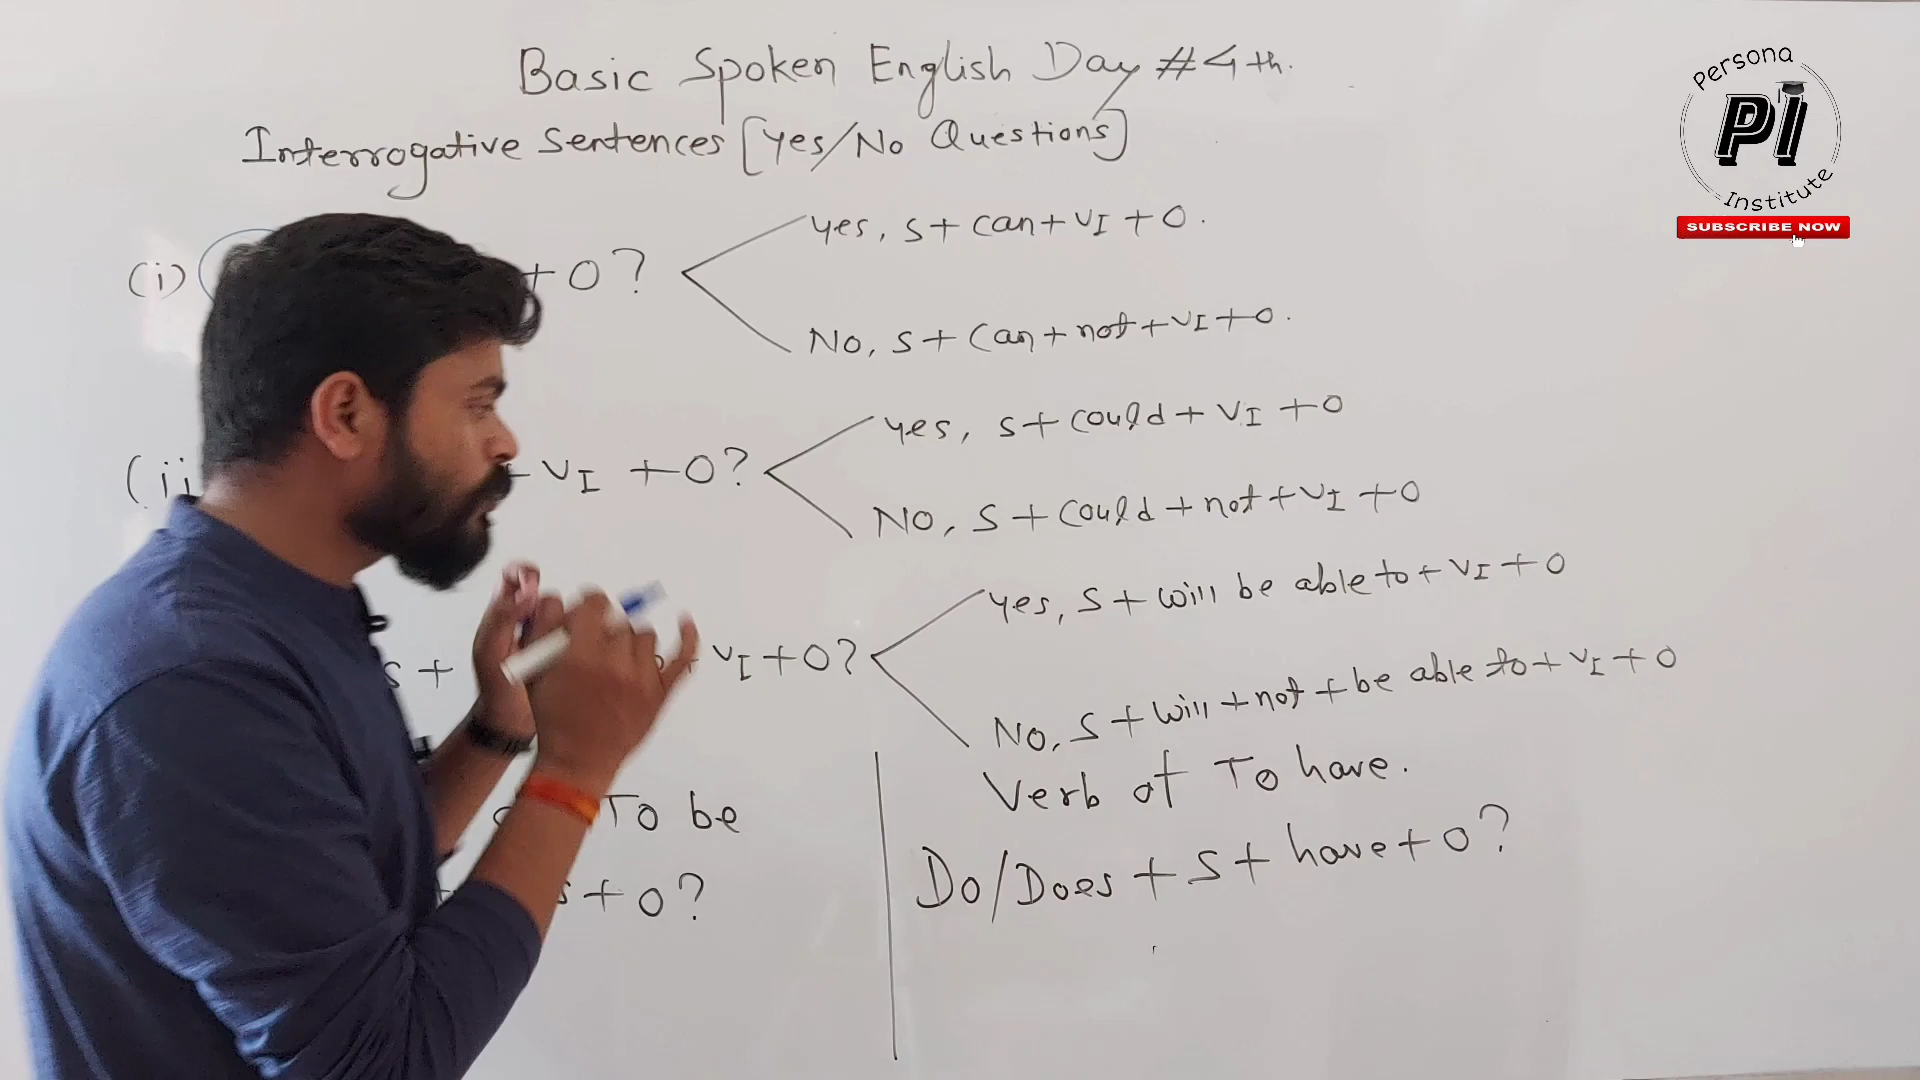 Basic Spoken English Day #4th.
Interrogative Sentences [Yes/No Questions]
Persona
PI
Institute
SUBSCRIBE NOW
(i) + O?
Yes, S + Can + VI + O.
No, S + Can + not + VI + O.
(ii + VI + O?
Yes, S + Could + VI + O
No, S + Could + not + VI + O
S + + VI + O?
Yes, S + Will be able to + VI + O
No, S + Will + not + be able to + VI + O
To be
S + O?
Verb of To have.
Do/Does + S + have + O?